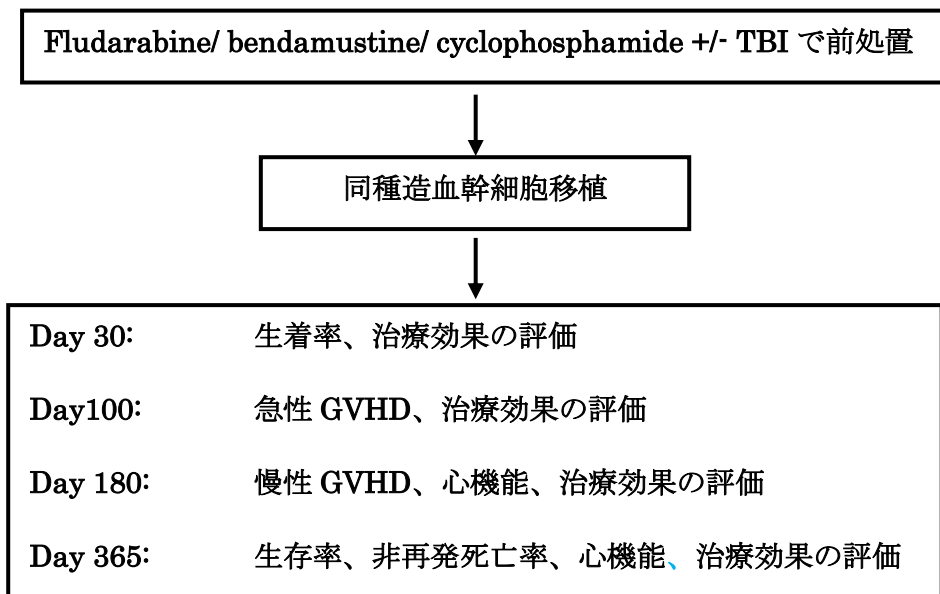 Fludarabine/ bendamustine/ cyclophosphamide +/- TBI で前処置
同種造血幹細胞移植
Day 30: 生着率、治療効果の評価
Day100: 急性 GVHD、治療効果の評価
Day 180: 慢性 GVHD、心機能、治療効果の評価
Day 365: 生存率、非再発死亡率、心機能、治療効果の評価